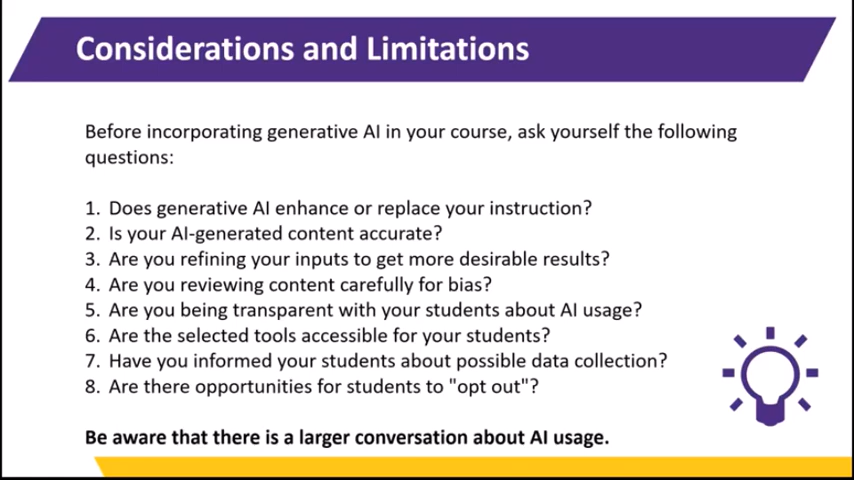 Considerations and Limitations
Before incorporating generative AI in your course, ask yourself the following
questions:
1. Does generative AI enhance or replace your instruction?
2. Is your AI-generated content accurate?
3. Are you refining your inputs to get more desirable results?
4. Are you reviewing content carefully for bias?
5. Are you being transparent with your students about AI usage?
6. Are the selected tools accessible for your students?
7. Have you informed your students about possible data collection?
8. Are there opportunities for students to "opt out"?
Be aware that there is a larger conversation about AI usage.